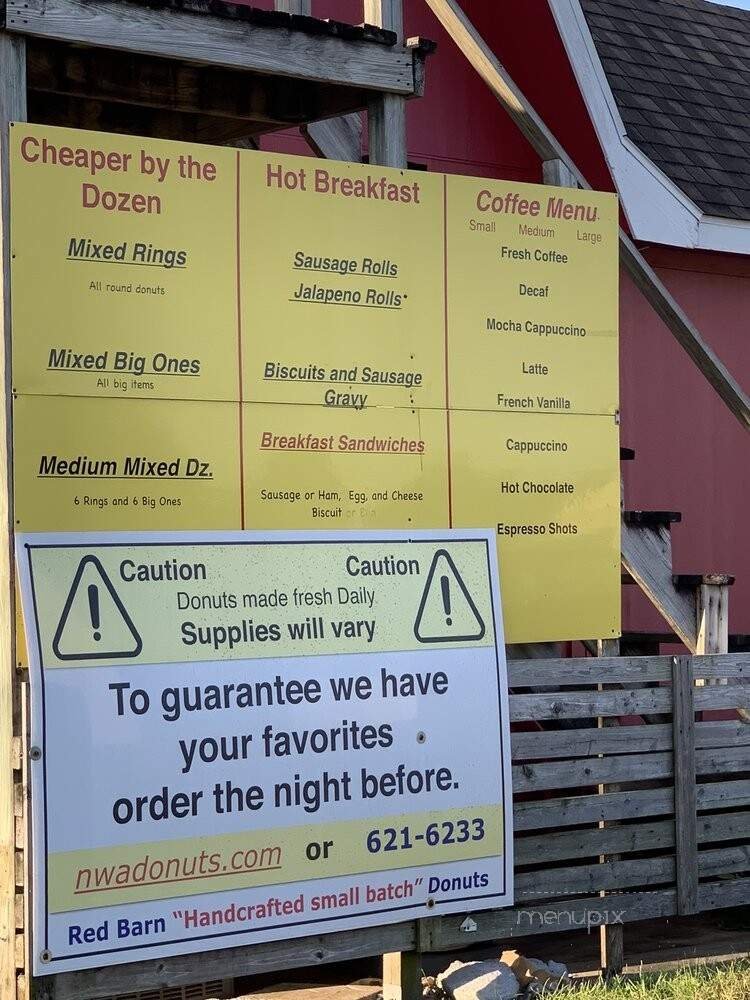 Cheaper by the
Dozen
Mixed Rings
All round donuts
Mixed Big Ones
All big items
Medium Mixed Dz.
6 Rings and 6 Big Ones
Hot Breakfast
Sausage Rolls
Jalapeno Rolls*
Biscuits and Sausage
Gravy
Breakfast Sandwiches
Sausage or Ham, Egg, and Cheese
Biscuit or
Coffee Menu
Small Medium Large
Fresh Coffee
Decaf
Mocha Cappuccino
Latte
French Vanilla
Cappuccino
Hot Chocolate
Espresso Shots
Caution Caution
Donuts made fresh Daily
Supplies will vary
To guarantee we have
your favorites
order the night before.
nwadonuts.com or 621-6233
Red Barn "Handcrafted small batch" Donuts
menupix